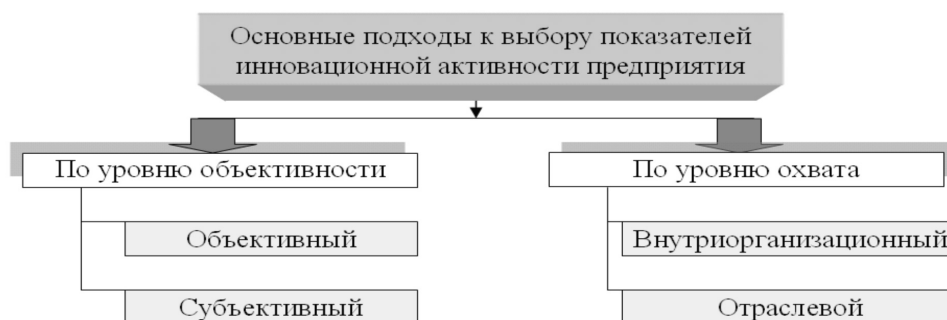 Основные подходы к выбору показателей
инновационной активности предприятия
По уровню объективности
Объективный
Субъективный
По уровню охвата
Внутриорганизационный
Отраслевой